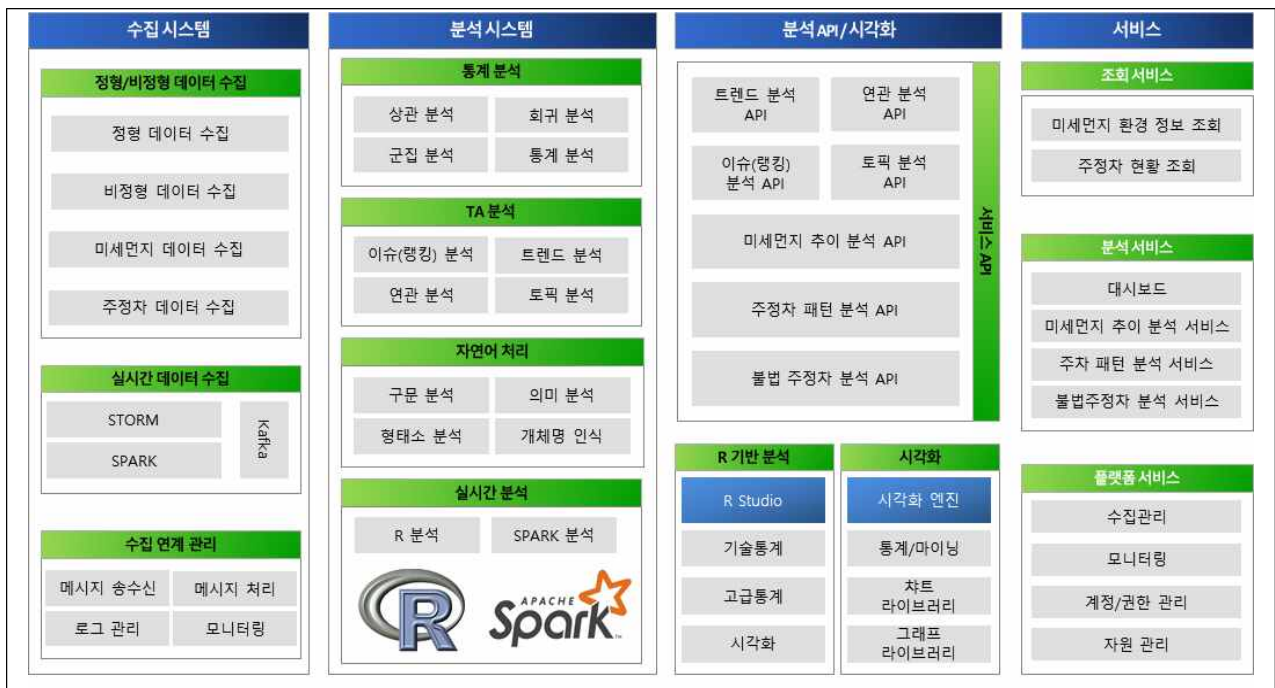 수집 시스템
정형/비정형 데이터 수집
정형 데이터 수집
비정형 데이터 수집
미세먼지 데이터 수집
주정차 데이터 수집
실시간 데이터 수집
STORM
SPARK
Kafka
수집 연계 관리
메시지 송수신
메시지 처리
로그 관리
모니터링
분석 시스템
통계 분석
상관 분석
회귀 분석
군집 분석
통계 분석
TA 분석
이슈(랭킹) 분석
트렌드 분석
연관 분석
토픽 분석
자연어 처리
구문 분석
의미 분석
형태소 분석
개체명 인식
실시간 분석
R 분석
SPARK 분석
R
APACHE
Spark
TM
분석 API/시각화
트렌드 분석
API
연관 분석
API
이슈(랭킹)
분석 API
토픽 분석
API
미세먼지 추이 분석 API
주정차 패턴 분석 API
불법 주정차 분석 API
서비스 API
R 기반 분석
R Studio
기술통계
고급통계
시각화
시각화
시각화 엔진
통계/마이닝
챠트
라이브러리
그래프
라이브러리
서비스
조회 서비스
미세먼지 환경 정보 조회
주정차 현황 조회
분석 서비스
대시보드
미세먼지 추이 분석 서비스
주차 패턴 분석 서비스
불법주정차 분석 서비스
플랫폼 서비스
수집관리
모니터링
계정/권한 관리
자원 관리